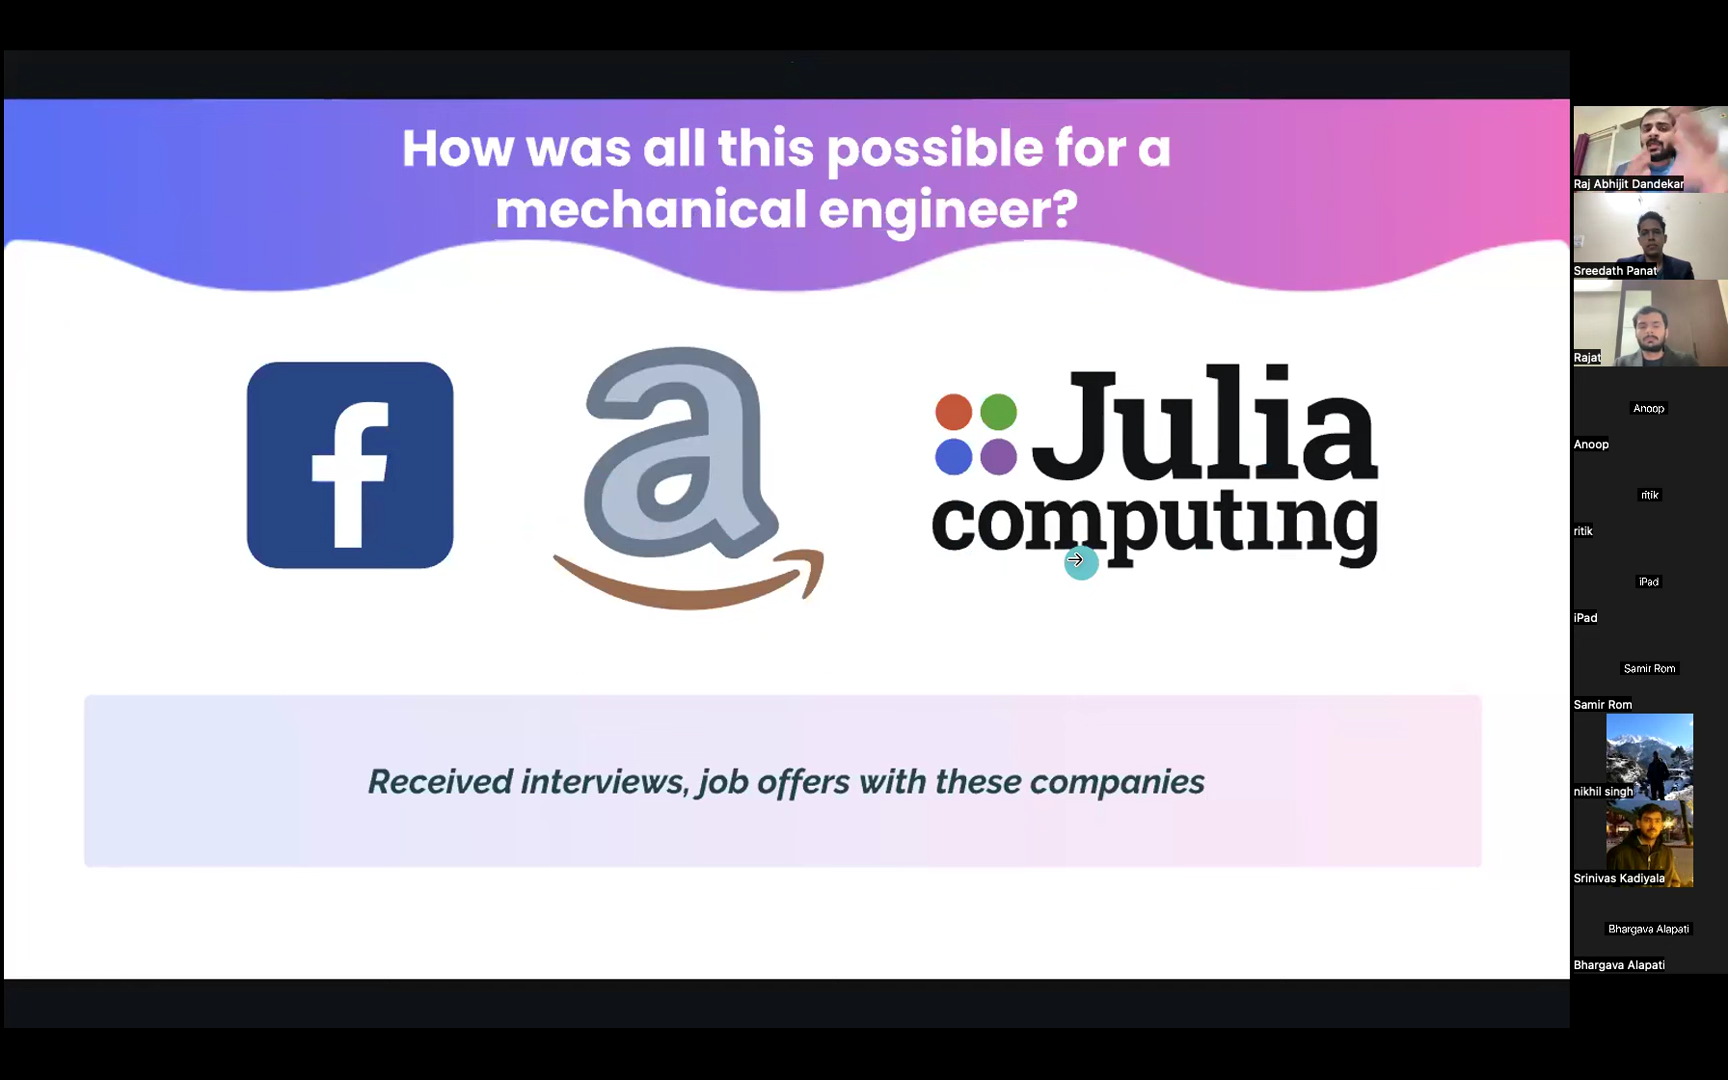 How was all this possible for a
mechanical engineer?
f
a
Julia
computing
Received interviews, job offers with these companies
Raj Abhijit Dandekar
Sreedath Panat
Rajat
Anoop
Anoop
ritik
ritik
iPad
iPad
Samir Rom
Samir Rom
nikhil singh
Srinivas Kadiyala
Bhargava Alapati
Bhargava Alapati